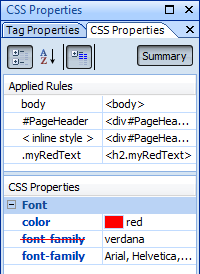 CSS Properties
Tag Properties CSS Properties
Summary
Applied Rules
body <body>
#PageHeader <div#PageHea...
< inline style > <div#PageHea...
.myRedText <h2.myRedText>
CSS Properties
Font
color red
font-family verdana
font-family Arial, Helvetica,...